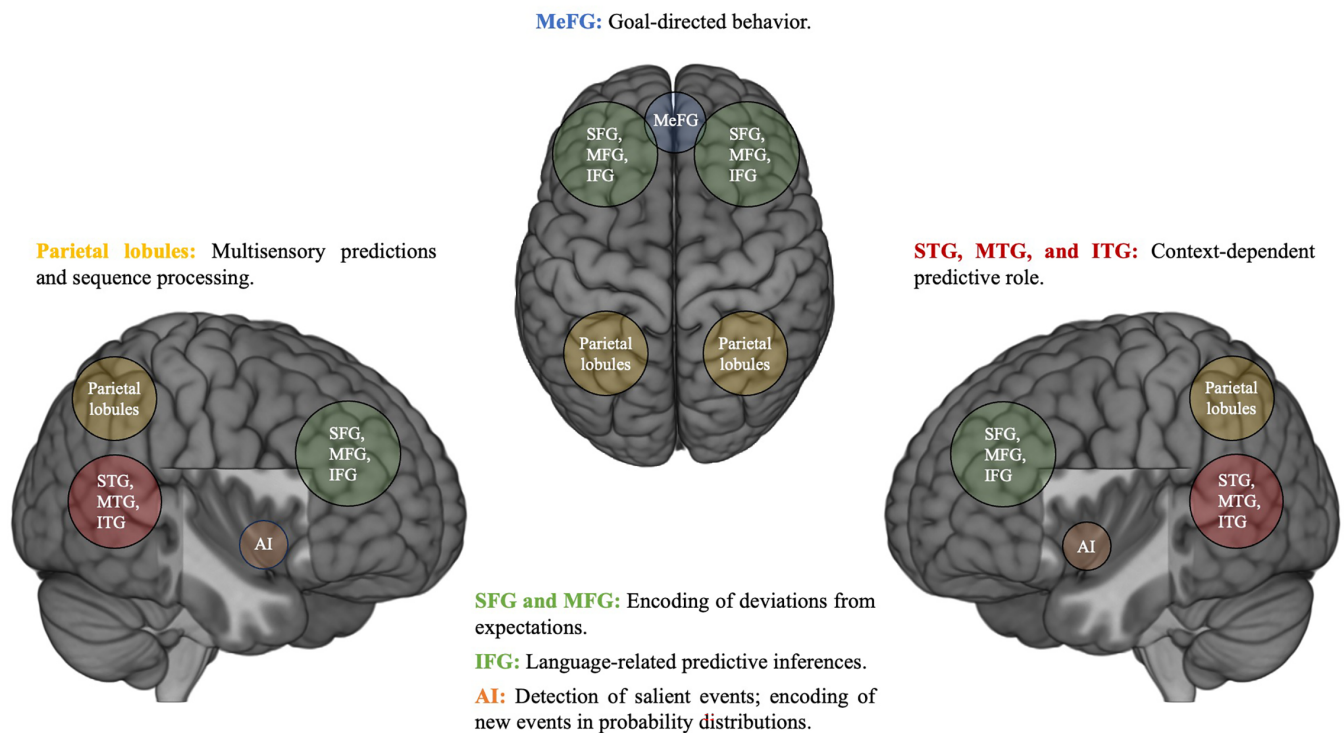 MeFG: Goal-directed behavior.
MeFG
SFG,
MFG,
IFG
SFG,
MFG,
IFG
Parietal
lobules
Parietal
lobules
Parietal lobules: Multisensory predictions
and sequence processing.
Parietal
lobules
SFG,
MFG,
IFG
STG,
MTG,
ITG
AI
STG, MTG, and ITG: Context-dependent
predictive role.
Parietal
lobules
SFG,
MFG,
IFG
STG,
MTG,
ITG
AI
SFG and MFG: Encoding of deviations from
expectations.
IFG: Language-related predictive inferences.
AI: Detection of salient events; encoding of
new events in probability distributions.